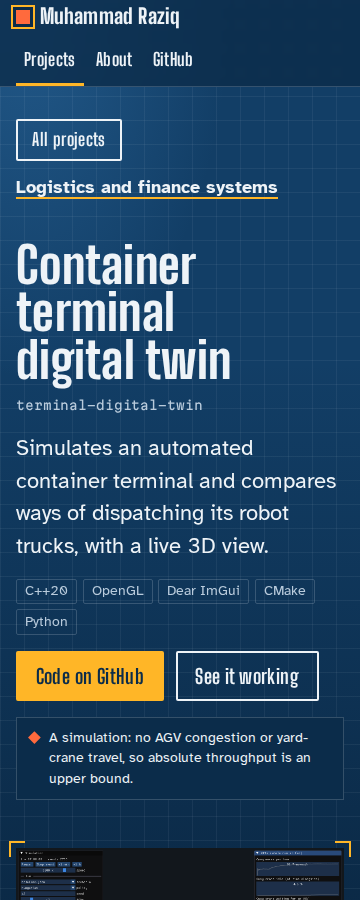 Muhammad Raziq
Projects About GitHub
All projects
Logistics and finance systems
Container
terminal
digital twin
terminal-digital-twin
Simulates an automated
container terminal and compares
ways of dispatching its robot
trucks, with a live 3D view.
C++20 OpenGL Dear ImGui CMake
Python
Code on GitHub See it working
A simulation: no AGV congestion or yard-
crane travel, so absolute throughput is an
upper bound.